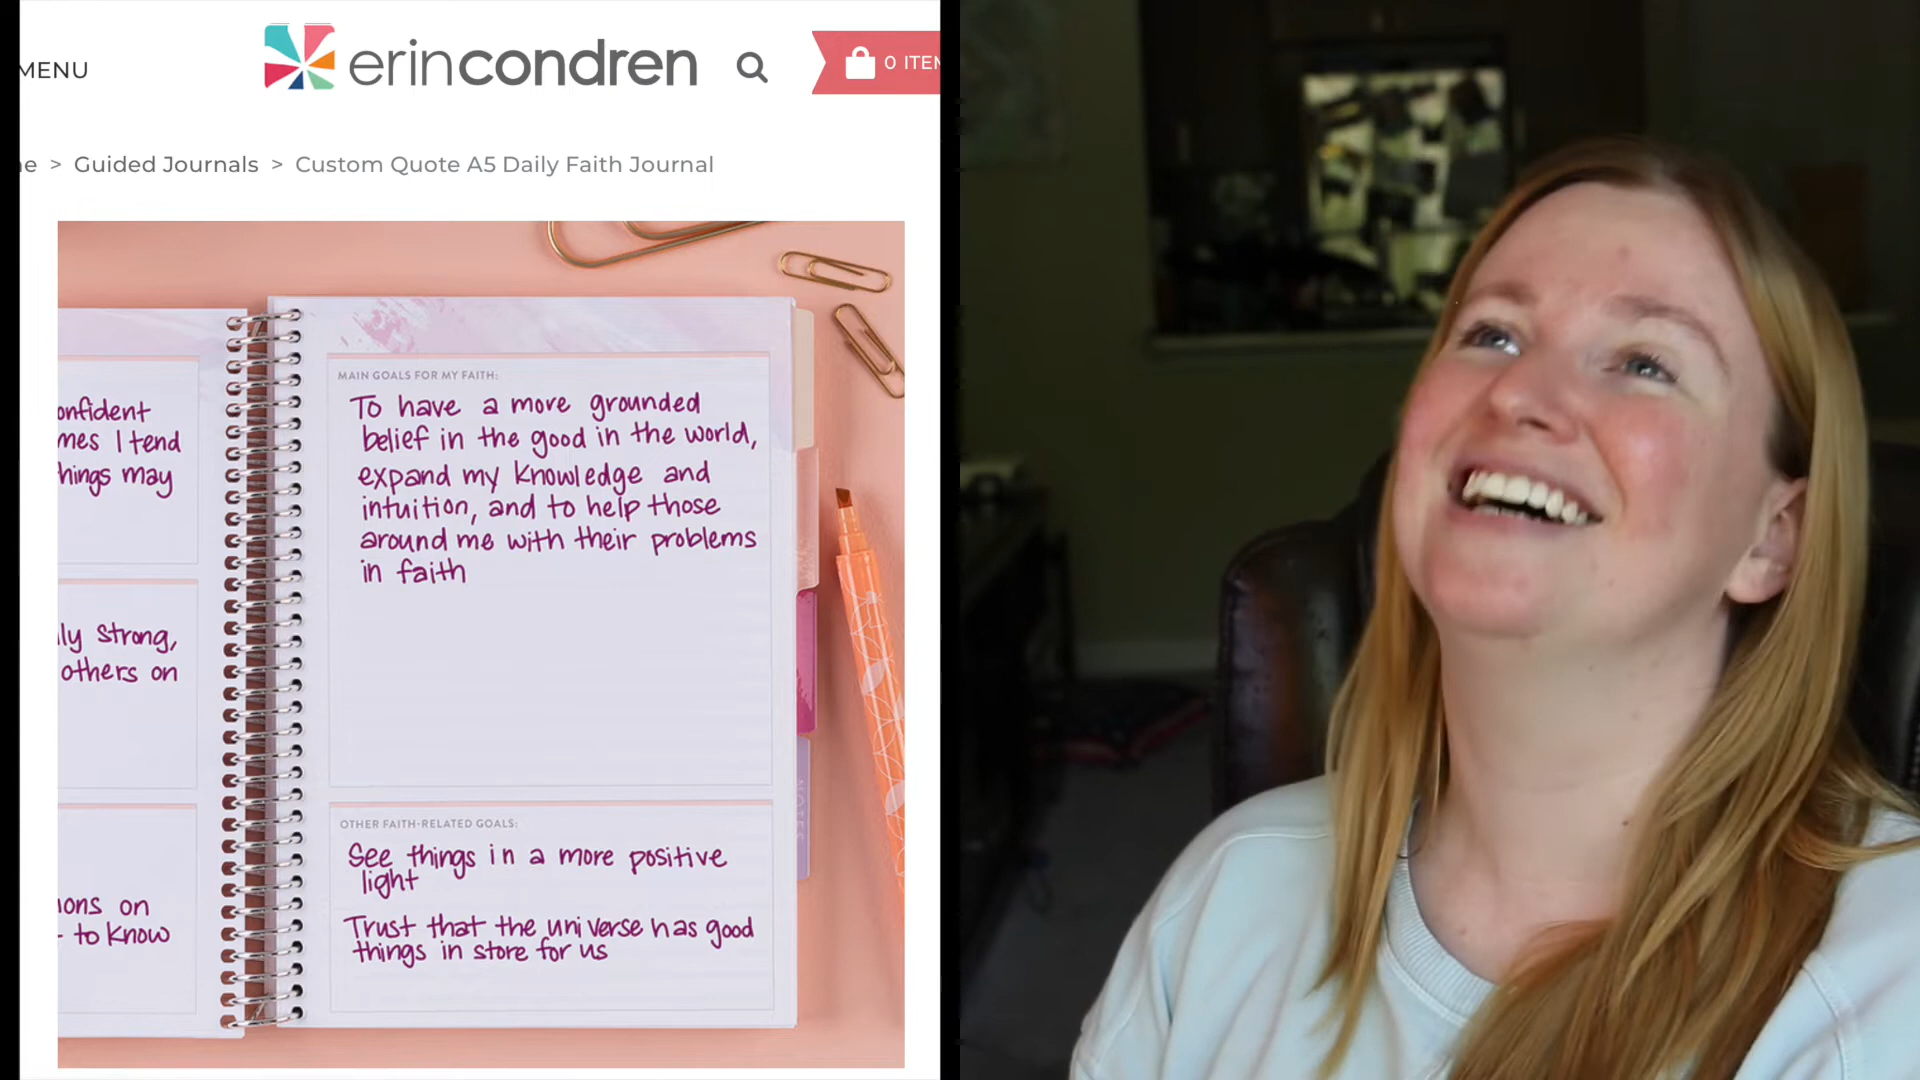 MENU
erincondren
0 ITEM
> Guided Journals > Custom Quote A5 Daily Faith Journal
MAIN GOALS FOR MY FAITH:
To have a more grounded
belief in the good in the world,
expand my knowledge and
intuition, and to help those
around me with their problems
in faith
OTHER FAITH-RELATED GOALS:
See things in a more positive
light
Trust that the universe has good
things in store for us
onfident
mes I tend
hings may
ly strong,
others on
ons on
to know
NOTES